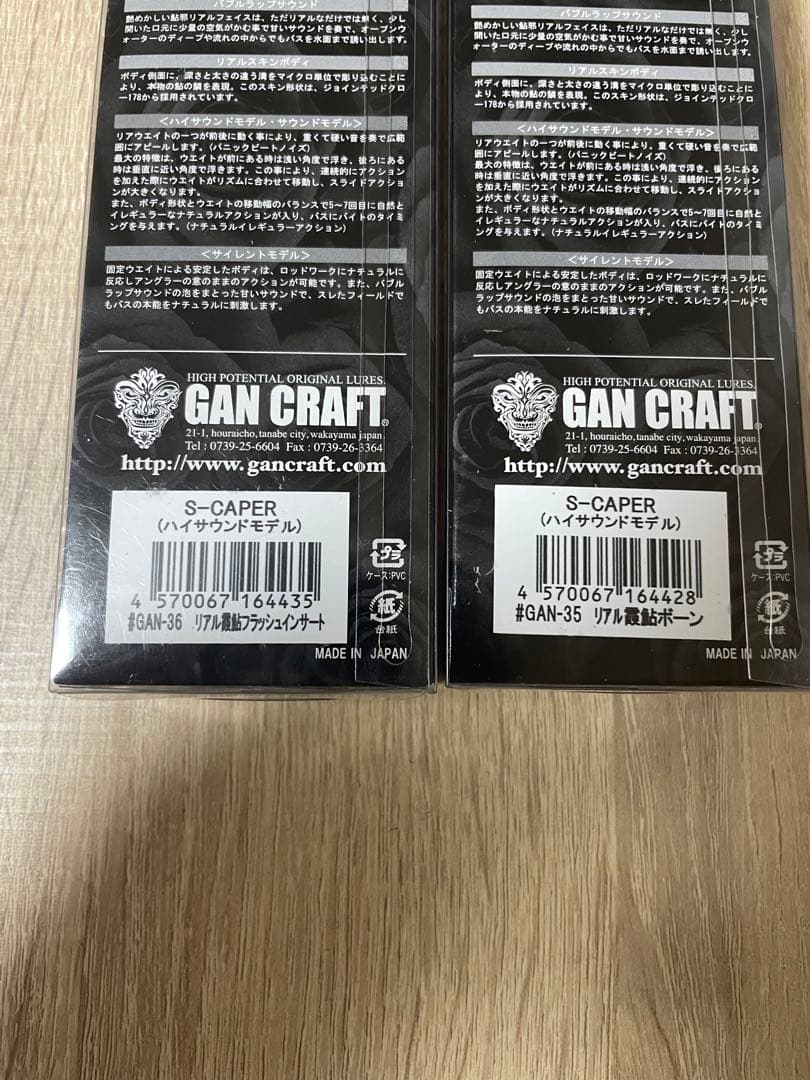 バブルラップサウンド
艶めかしい鮎邪リアルフェイスは、ただリアルなだけでは無く、少し
開いた口元に少量の空気がかむ事で甘いサウンドを奏で、オープンウ
ォーターのディープや流れの中からでもバスを水面まで誘い出します。
リアルスキンボディ
ボディ側面に、深さと太さの違う溝をマイクロ単位で彫り込むことに
より、本物の鮎の鱗を表現。このスキン形状は、ジョインテッドクロ
ー178から採用されています。
<ハイサウンドモデル・サウンドモデル>
リアウエイトの一つが前後に動く事により、重くて硬い音を奏で広範
囲にアピールします。(パニックビートノイズ)
最大の特徴は、ウエイトが前にある時は浅い角度で浮き、後ろにある
時は垂直に近い角度で浮きます。この事により、連続的にアクション
を加えた際にウエイトがリズムに合わせて移動し、スライドアクショ
ンが大きくなります。
また、ボディ形状とウエイトの移動幅のバランスで5~7回目に自然と
イレギュラーなナチュラルアクションが入り、バスにバイトのタイミ
ングを与えます。(ナチュラルイレギュラーアクション)
<サイレントモデル>
固定ウエイトによる安定したボディは、ロッドワークにナチュラルに
反応しアングラーの意のままのアクションが可能です。また、バブル
ラップサウンドの泡をまとった甘いサウンドで、スレたフィールドで
もバスの本能をナチュラルに刺激します。
HIGH POTENTIAL ORIGINAL LURES.
GAN CRAFT®
21-1, houraicho, tanabe city, wakayama japan.
Tel : 0739-25-6604 Fax : 0739-26-3364
http://www.gancraft.com
S-CAPER
(ハイサウンドモデル)
4 570067 164435
#GAN-36 リアル霞鮎フラッシュインサート
プラ
ケース:PVC
紙
台紙
MADE IN JAPAN
バブルラップサウンド
艶めかしい鮎邪リアルフェイスは、ただリアルなだけでは無く、少し
開いた口元に少量の空気がかむ事で甘いサウンドを奏で、オープンウ
ォーターのディープや流れの中からでもバスを水面まで誘い出します。
リアルスキンボディ
ボディ側面に、深さと太さの違う溝をマイクロ単位で彫り込むことに
より、本物の鮎の鱗を表現。このスキン形状は、ジョインテッドクロ
ー178から採用されています。
<ハイサウンドモデル・サウンドモデル>
リアウエイトの一つが前後に動く事により、重くて硬い音を奏で広範
囲にアピールします。(パニックビートノイズ)
最大の特徴は、ウエイトが前にある時は浅い角度で浮き、後ろにある
時は垂直に近い角度で浮きます。この事により、連続的にアクション
を加えた際にウエイトがリズムに合わせて移動し、スライドアクショ
ンが大きくなります。
また、ボディ形状とウエイトの移動幅のバランスで5~7回目に自然と
イレギュラーなナチュラルアクションが入り、バスにバイトのタイミ
ングを与えます。(ナチュラルイレギュラーアクション)
<サイレントモデル>
固定ウエイトによる安定したボディは、ロッドワークにナチュラルに
反応しアングラーの意のままのアクションが可能です。また、バブル
ラップサウンドの泡をまとった甘いサウンドで、スレたフィールドで
もバスの本能をナチュラルに刺激します。
HIGH POTENTIAL ORIGINAL LURES.
GAN CRAFT®
21-1, houraicho, tanabe city, wakayama japan.
Tel : 0739-25-6604 Fax : 0739-26-3364
http://www.gancraft.com
S-CAPER
(ハイサウンドモデル)
4 570067 164428
#GAN-35 リアル霞鮎ボーン
プラ
ケース:PVC
紙
台紙
MADE IN JAPAN